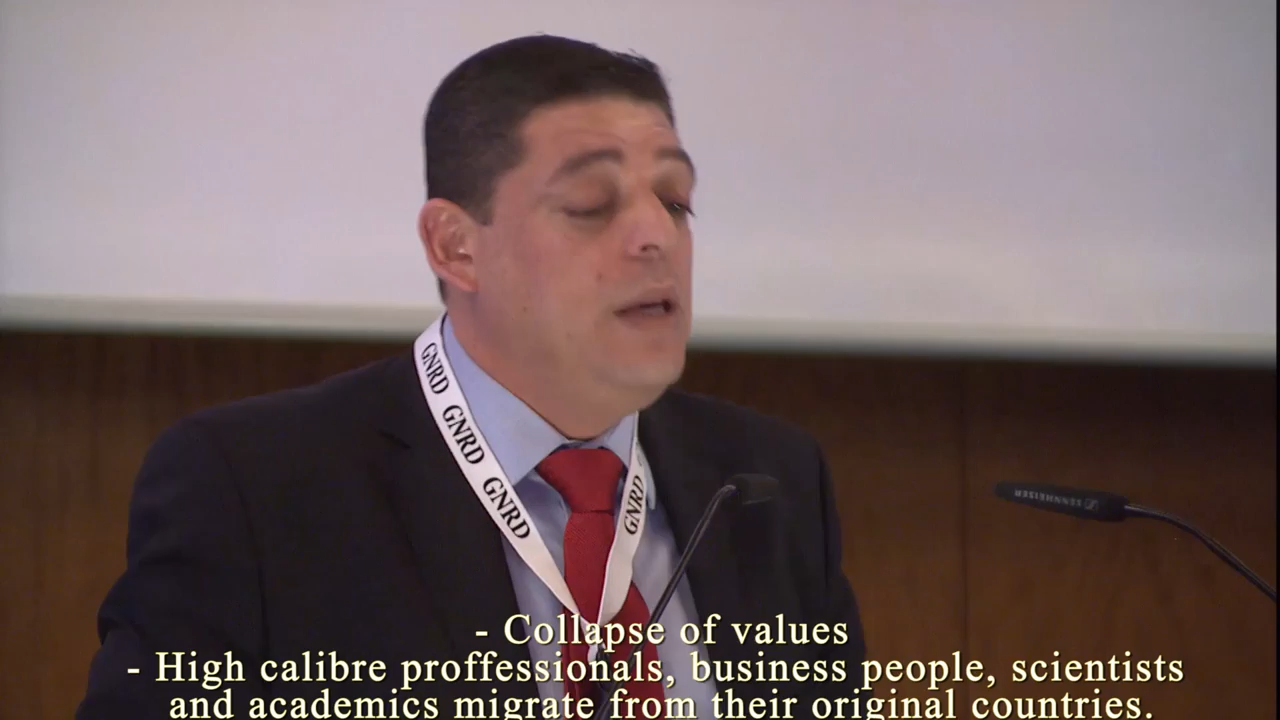 GNRD
GNRD
GNRD
GNRD
SENNHEISER
- Collapse of values
- High calibre proffessionals, business people, scientists
and academics migrate from their original countries.